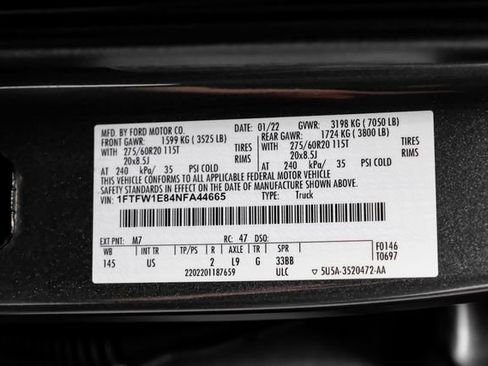 MFD. BY FORD MOTOR CO. DATE: 01/22 GVWR: 3198 KG ( 7050 LB)
FRONT GAWR: 1599 KG ( 3525 LB) REAR GAWR: 1724 KG ( 3800 LB)
WITH 275/60R20 115T TIRES WITH 275/60R20 115T TIRES
20x8.5J RIMS 20x8.5J RIMS
AT 240 kPa/ 35 PSI COLD AT 240 kPa/ 35 PSI COLD
THIS VEHICLE CONFORMS TO ALL APPLICABLE FEDERAL MOTOR VEHICLE
SAFETY STANDARDS IN EFFECT ON THE DATE OF MANUFACTURE SHOWN ABOVE.
VIN: 1FTFW1E84NFA44665 TYPE: Truck
EXT PNT: M7 RC: 47 DSO: F0146
WB INT TR TP/PS R AXLE TR SPR T0697
145 US 2 L9 G 33BB
2202201187659 ULC 5U5A-3520472-AA